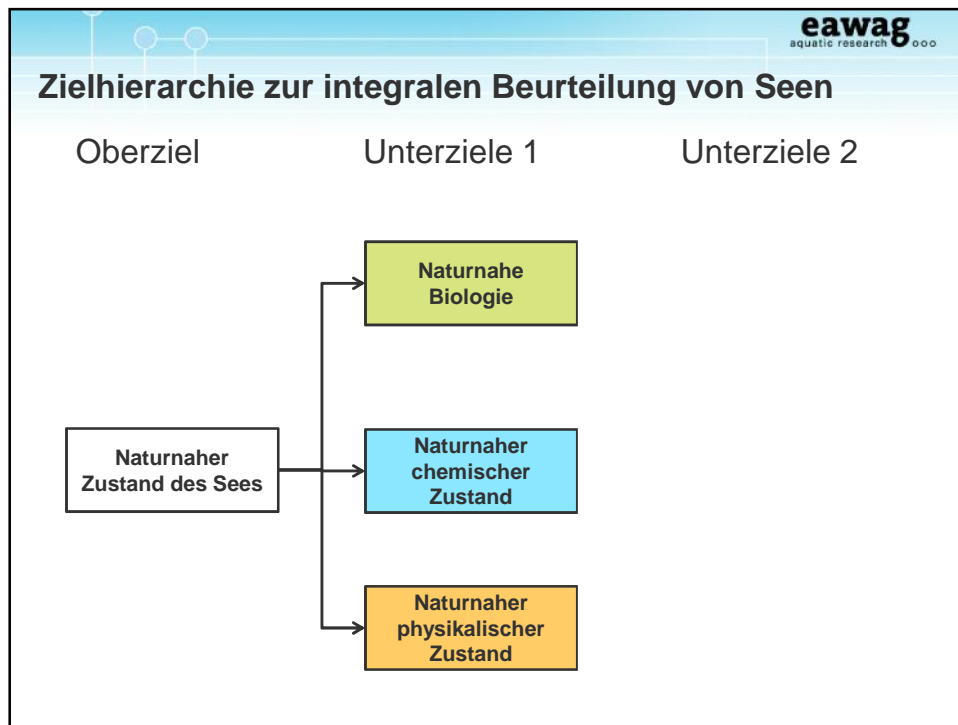 eawag
aquatic research
Zielhierarchie zur integralen Beurteilung von Seen
Oberziel Unterziele 1 Unterziele 2
Naturnahe
Biologie
Naturnaher
Zustand des Sees
Naturnaher
chemischer
Zustand
Naturnaher
physikalischer
Zustand